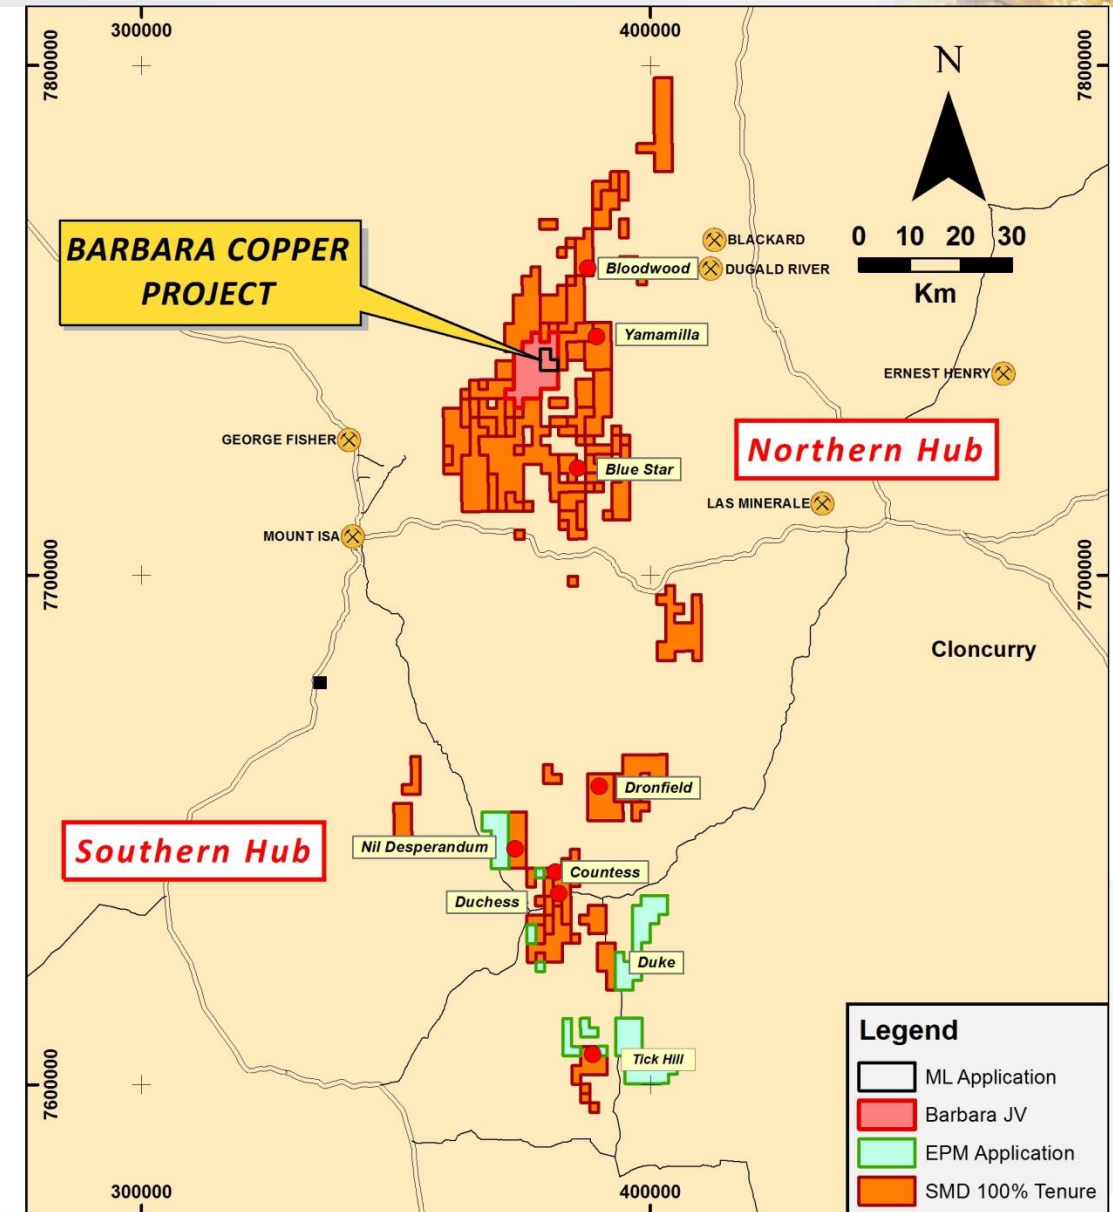 300000
400000
7800000
7800000
N
BLACKARD
0 10 20 30
BARBARA COPPER
PROJECT
Bloodwood
DUGALD RIVER
Km
Yamamilla
ERNEST HENRY
GEORGE FISHER
Northern Hub
Blue Star
LAS MINERALE
MOUNT ISA
7700000
7700000
Cloncurry
Dronfield
Southern Hub
Nil Desperandum
Countess
Duchess
Duke
Legend
Tick Hill
ML Application
7600000
Barbara JV
EPM Application
300000
400000
SMD 100% Tenure